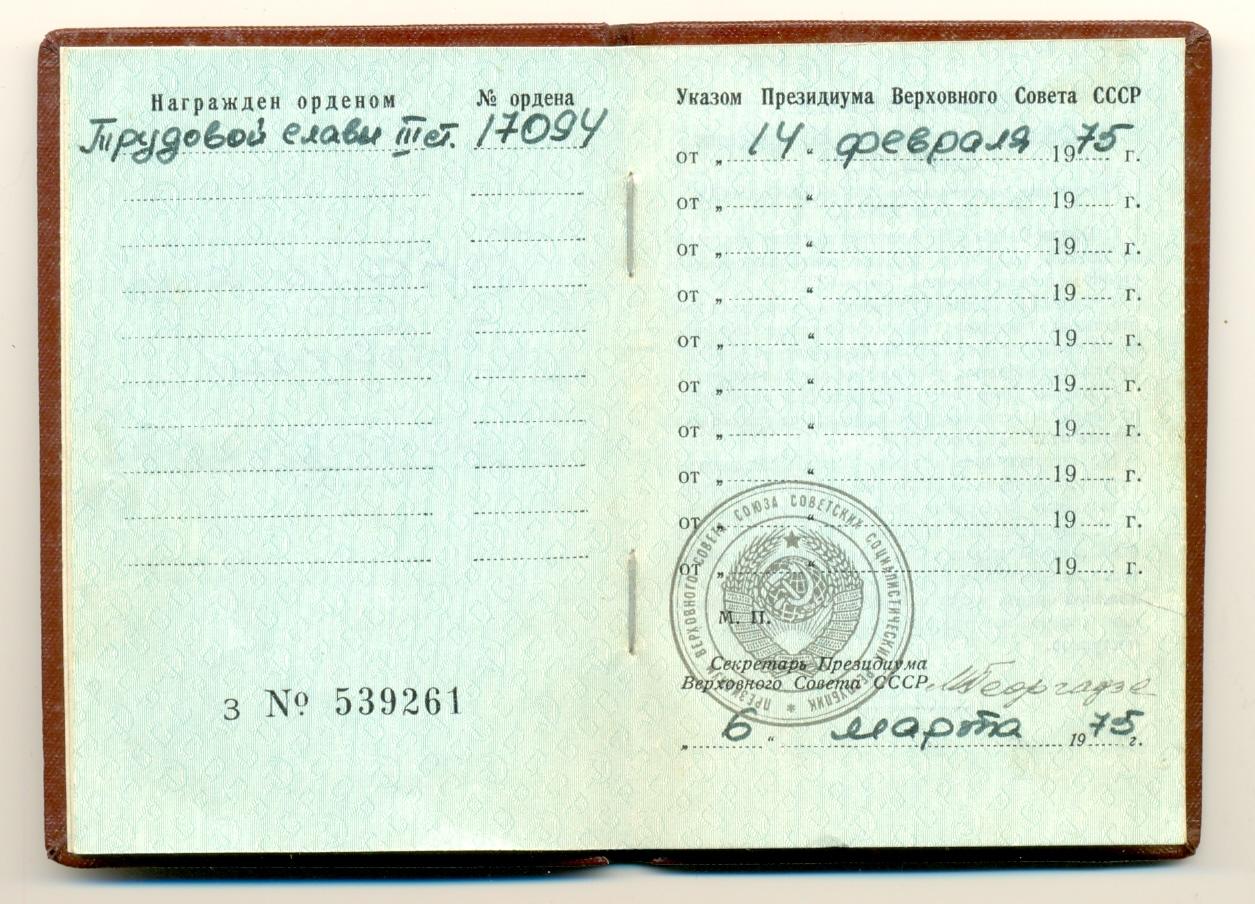 Награжден орденом № ордена
Трудовой славы III ст. 17094
З № 539261
Указом Президиума Верховного Совета СССР
от „ 14 “ февраля 1975 г.
от „ “ 19 г.
от „ “ 19 г.
от „ “ 19 г.
от „ “ 19 г.
от „ “ 19 г.
от „ “ 19 г.
от „ “ 19 г.
от „ “ 19 г.
от „ “ 19 г.
ПРЕЗИДИУМ ВЕРХОВНОГО СОВЕТА СОЮЗА СОВЕТСКИХ СОЦИАЛИСТИЧЕСКИХ РЕСПУБЛИК
М. П.
Секретарь Президиума
Верховного Совета СССР МГеоргадзе
„ 6 “ марта 1975 г.